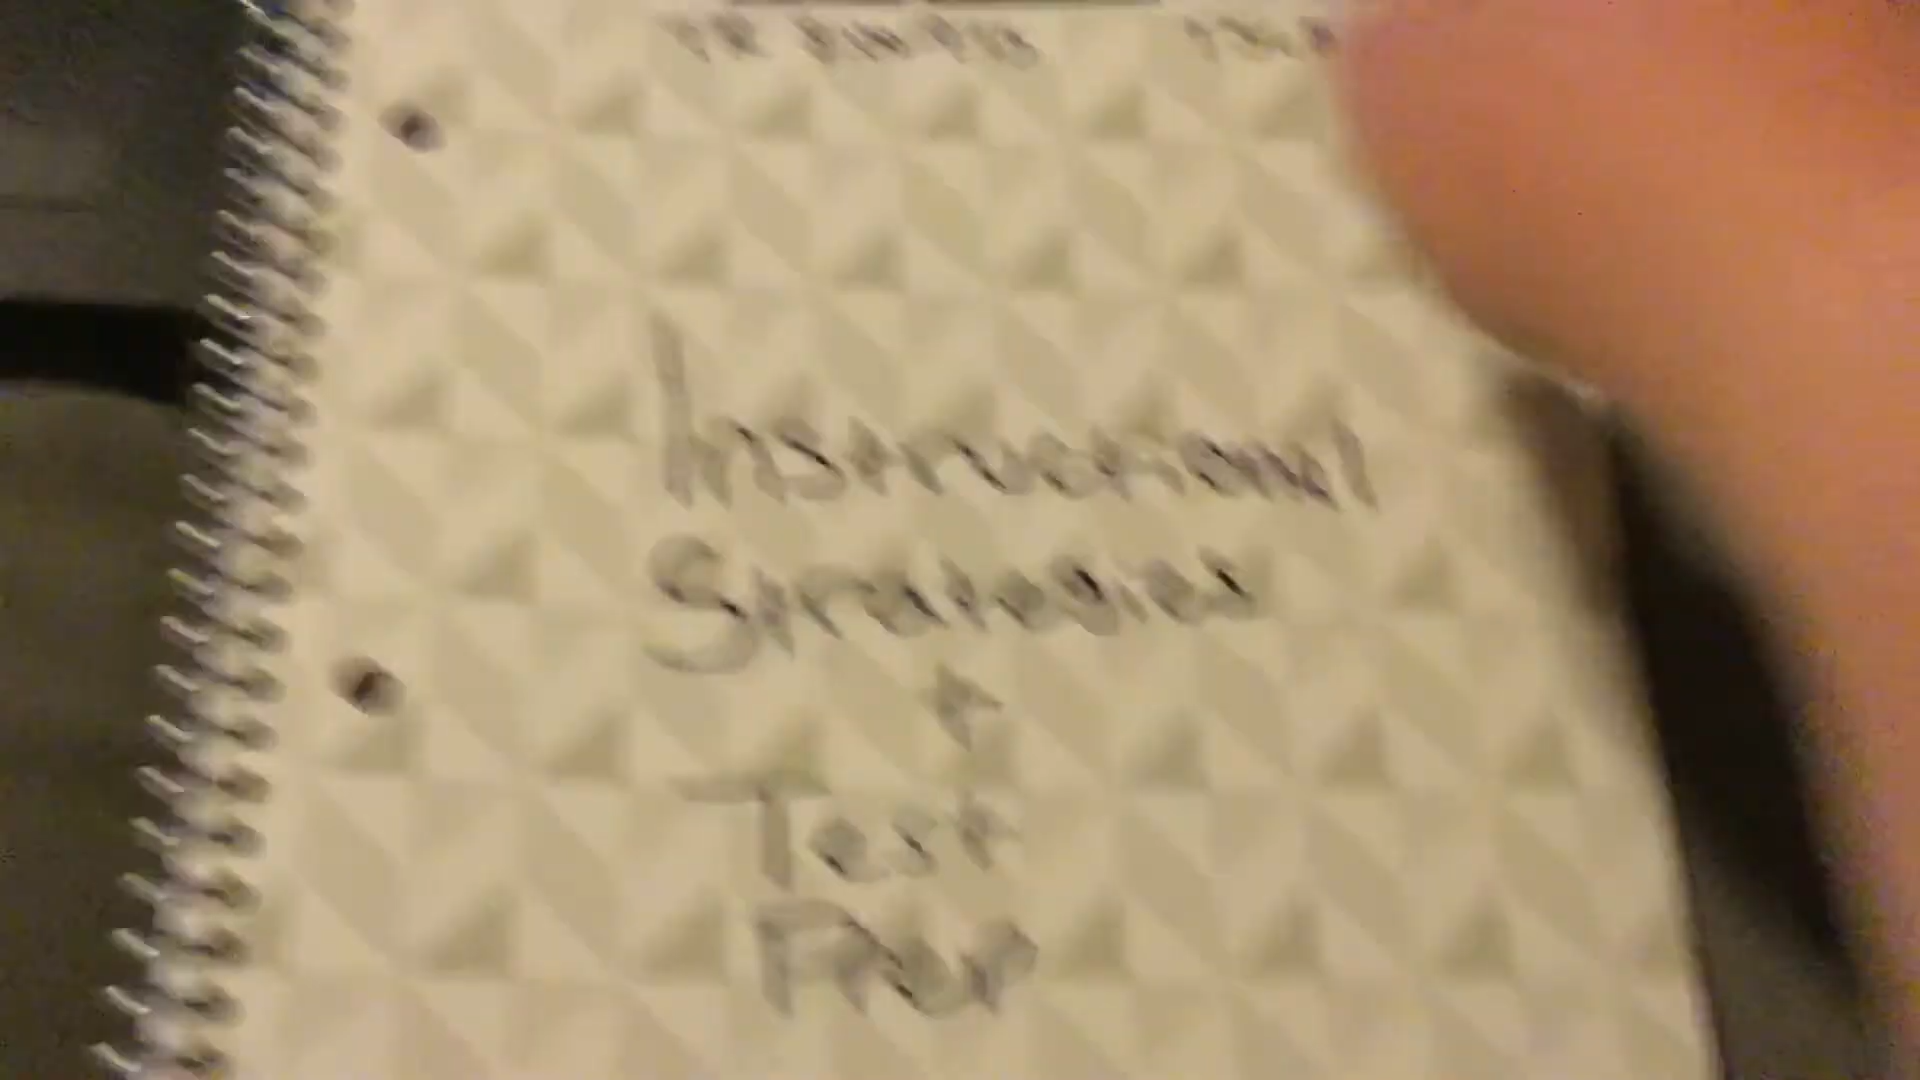 Instructional
Strategies
+
Test
Prep